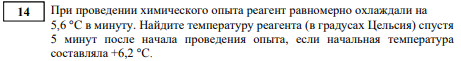 14 При проведении химического опыта реагент равномерно охлаждали на
5,6 °C в минуту. Найдите температуру реагента (в градусах Цельсия) спустя
5 минут после начала проведения опыта, если начальная температура
составляла +6,2 °C.